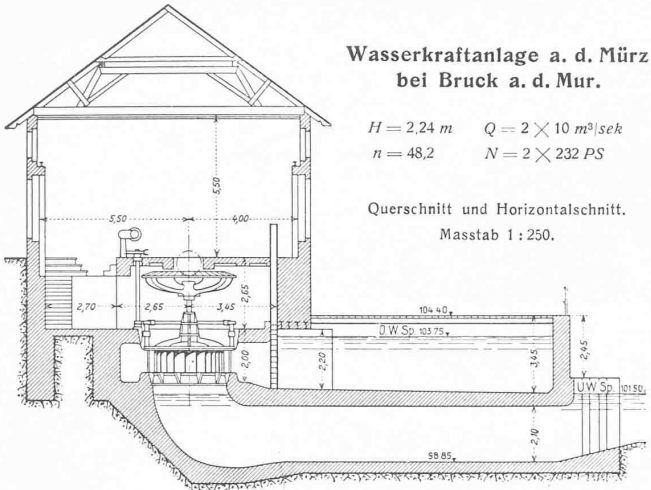 Wasserkraftanlage a. d. Mürz
bei Bruck a. d. Mur.
H = 2,24 m Q = 2 × 10 m³/sek
n = 48,2 N = 2 × 232 PS
Querschnitt und Horizontalschnitt.
Masstab 1 : 250.
5,50
5,50
4,00
2,70
2,65
3,45
2,65
104.40
O.W Sp. 103.75
2,00
2,20
3,45
2,45
U.W Sp. 101.50
2,10
98.85